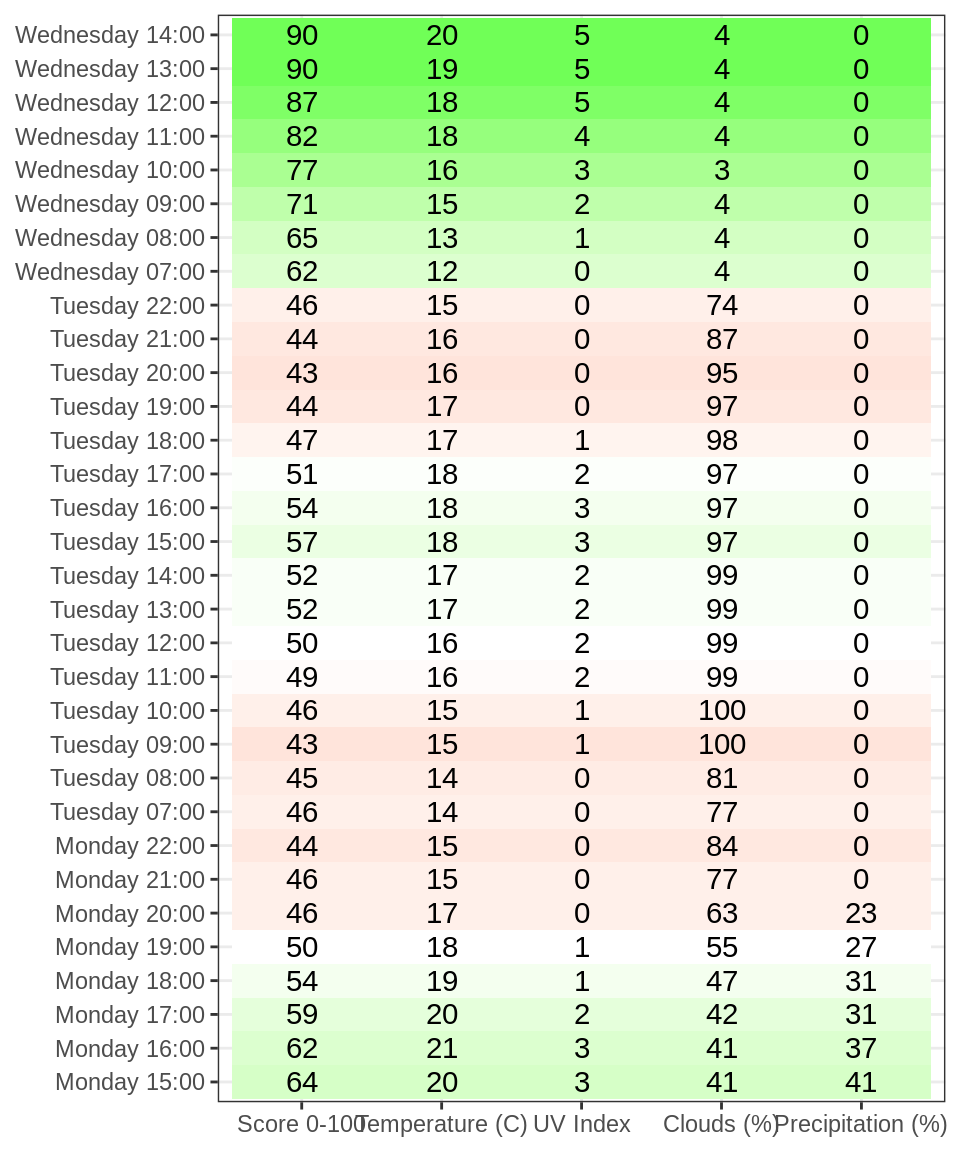 Wednesday 14:00 90 20 5 4 0
Wednesday 13:00 90 19 5 4 0
Wednesday 12:00 87 18 5 4 0
Wednesday 11:00 82 18 4 4 0
Wednesday 10:00 77 16 3 3 0
Wednesday 09:00 71 15 2 4 0
Wednesday 08:00 65 13 1 4 0
Wednesday 07:00 62 12 0 4 0
Tuesday 22:00 46 15 0 74 0
Tuesday 21:00 44 16 0 87 0
Tuesday 20:00 43 16 0 95 0
Tuesday 19:00 44 17 0 97 0
Tuesday 18:00 47 17 1 98 0
Tuesday 17:00 51 18 2 97 0
Tuesday 16:00 54 18 3 97 0
Tuesday 15:00 57 18 3 97 0
Tuesday 14:00 52 17 2 99 0
Tuesday 13:00 52 17 2 99 0
Tuesday 12:00 50 16 2 99 0
Tuesday 11:00 49 16 2 99 0
Tuesday 10:00 46 15 1 100 0
Tuesday 09:00 43 15 1 100 0
Tuesday 08:00 45 14 0 81 0
Tuesday 07:00 46 14 0 77 0
Monday 22:00 44 15 0 84 0
Monday 21:00 46 15 0 77 0
Monday 20:00 46 17 0 63 23
Monday 19:00 50 18 1 55 27
Monday 18:00 54 19 1 47 31
Monday 17:00 59 20 2 42 31
Monday 16:00 62 21 3 41 37
Monday 15:00 64 20 3 41 41
Score 0-100 Temperature (C) UV Index Clouds (%) Precipitation (%)